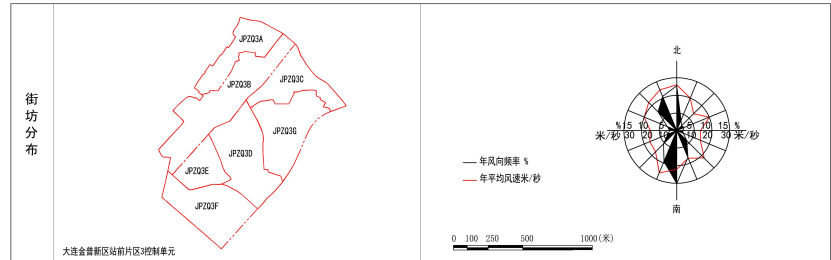 街坊分布
JPZQ3A
JPZQ3B
JPZQ3C
JPZQ3G
JPZQ3D
JPZQ3E
JPZQ3F
大连金普新区站前片区3控制单元
北
%15 10 5 5 10 15 %
米/秒 30 20 10 10 20 30 米/秒
南
年风向频率 %
年平均风速米/秒
0 100 250 500 1000(米)